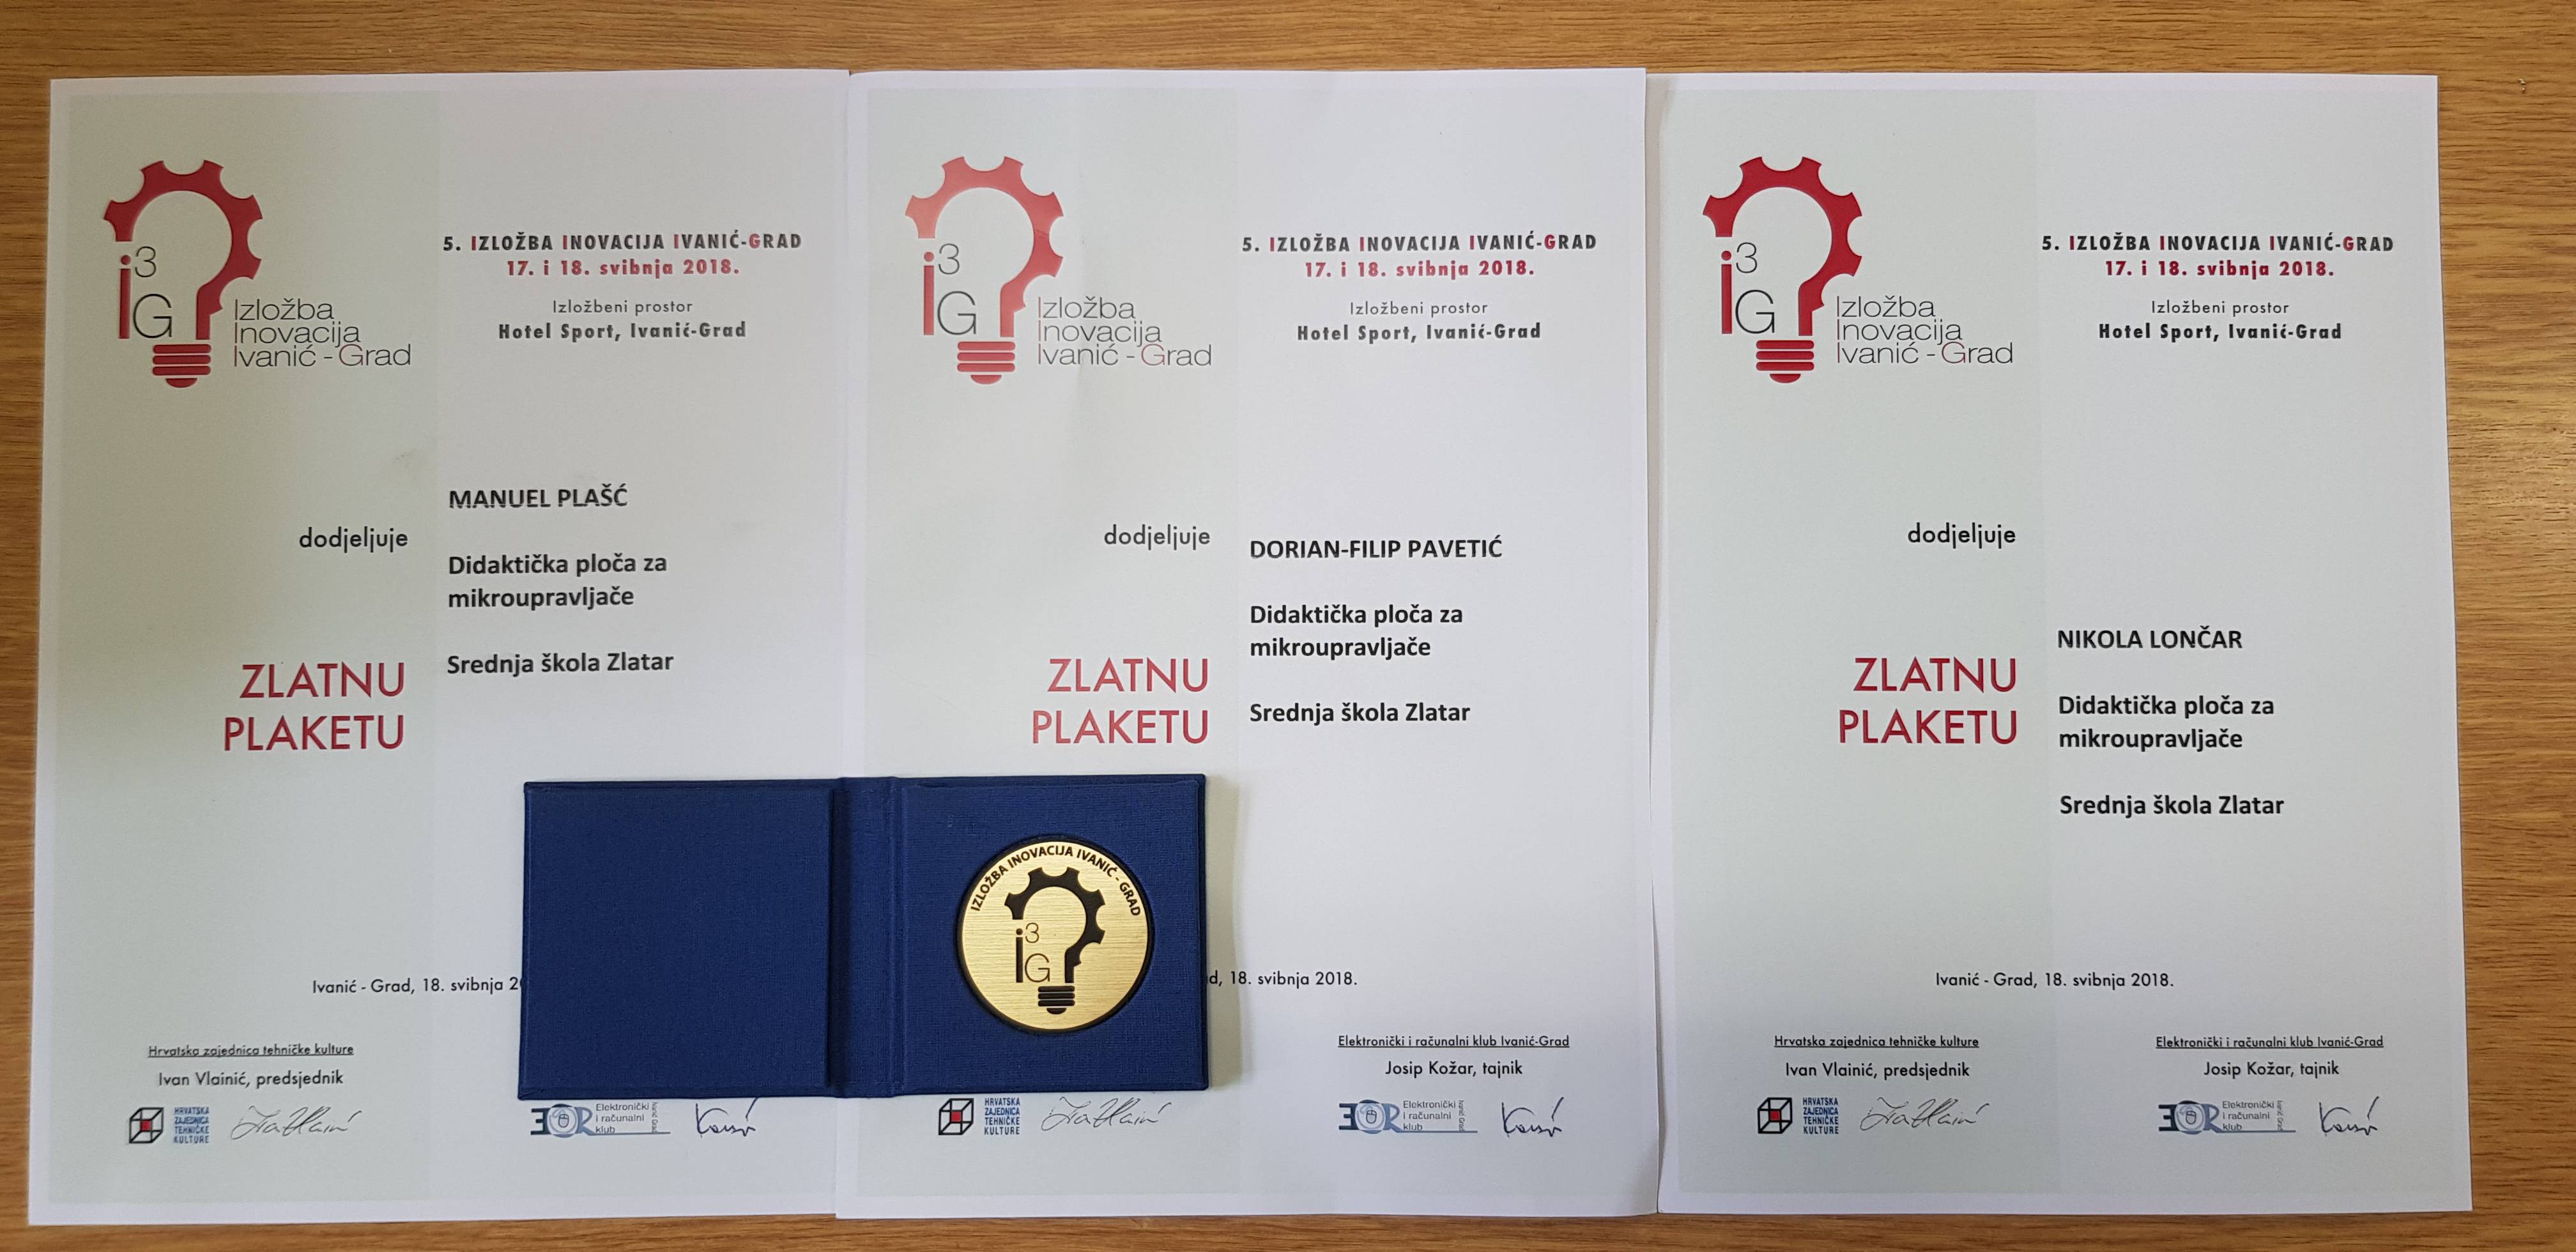 i3G
Izložba
Inovacija
Ivanić - Grad
5. IZLOŽBA INOVACIJA IVANIĆ-GRAD
17. i 18. svibnja 2018.
Izložbeni prostor
Hotel Sport, Ivanić-Grad
dodjeljuje
MANUEL PLAŠĆ
Didaktička ploča za
mikroupravljače
Srednja škola Zlatar
ZLATNU
PLAKETU
Ivanić - Grad, 18. svibnja
Hrvatska zajednica tehničke kulture
Ivan Vlainić, predsjednik
HRVATSKA
ZAJEDNICA
TEHNIČKE
KULTURE
Elektronički
i računalni
klub
Ivanić Grad
i3G
Izložba
Inovacija
Ivanić - Grad
5. IZLOŽBA INOVACIJA IVANIĆ-GRAD
17. i 18. svibnja 2018.
Izložbeni prostor
Hotel Sport, Ivanić-Grad
dodjeljuje
DORIAN-FILIP PAVETIĆ
Didaktička ploča za
mikroupravljače
Srednja škola Zlatar
ZLATNU
PLAKETU
IZLOŽBA INOVACIJA IVANIĆ - GRAD
i3G
18. svibnja 2018.
Elektronički i računalni klub Ivanić-Grad
Josip Kožar, tajnik
HRVATSKA
ZAJEDNICA
TEHNIČKE
KULTURE
Elektronički
i računalni
klub
Ivanić Grad
i3G
Izložba
Inovacija
Ivanić - Grad
5. IZLOŽBA INOVACIJA IVANIĆ-GRAD
17. i 18. svibnja 2018.
Izložbeni prostor
Hotel Sport, Ivanić-Grad
dodjeljuje
NIKOLA LONČAR
Didaktička ploča za
mikroupravljače
Srednja škola Zlatar
ZLATNU
PLAKETU
Ivanić - Grad, 18. svibnja 2018.
Hrvatska zajednica tehničke kulture
Ivan Vlainić, predsjednik
Elektronički i računalni klub Ivanić-Grad
Josip Kožar, tajnik
HRVATSKA
ZAJEDNICA
TEHNIČKE
KULTURE
Elektronički
i računalni
klub
Ivanić Grad